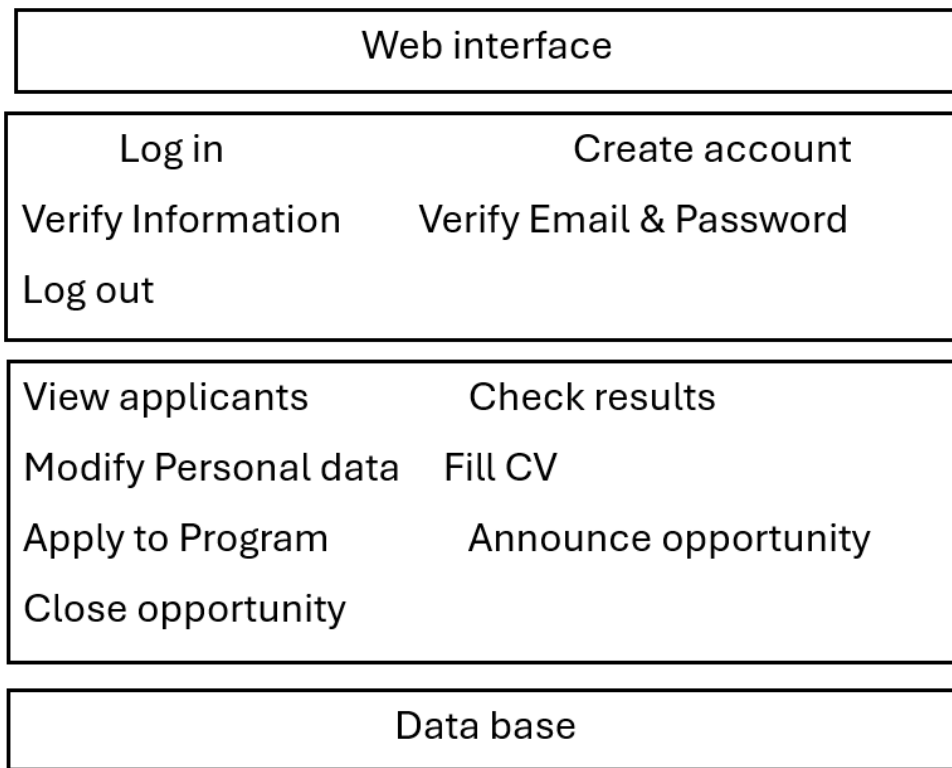 Web interface
Log in Create account
Verify Information Verify Email & Password
Log out
View applicants Check results
Modify Personal data Fill CV
Apply to Program Announce opportunity
Close opportunity
Data base